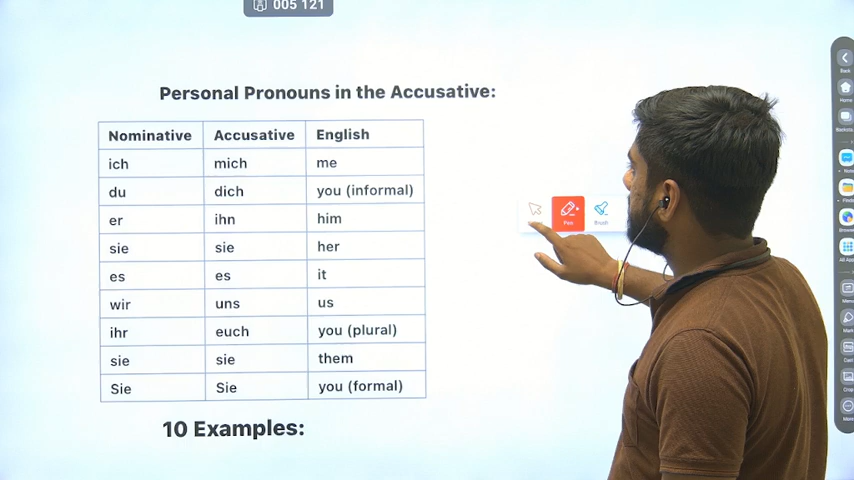 005 121
Personal Pronouns in the Accusative:
Nominative Accusative English
ich mich me
du dich you (informal)
er ihn him
sie sie her
es es it
wir uns us
ihr euch you (plural)
sie sie them
Sie Sie you (formal)
10 Examples:
Pen Brush
Back
Home
Menu